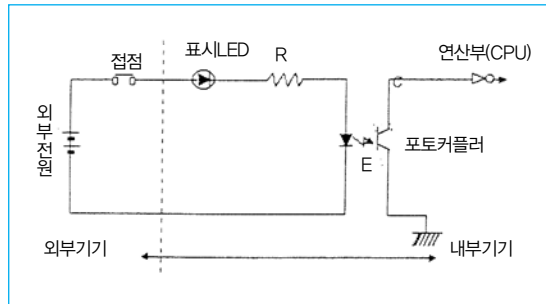 접점
표시LED
R
연산부(CPU)
C
외부전원
E
포토커플러
외부기기
내부기기